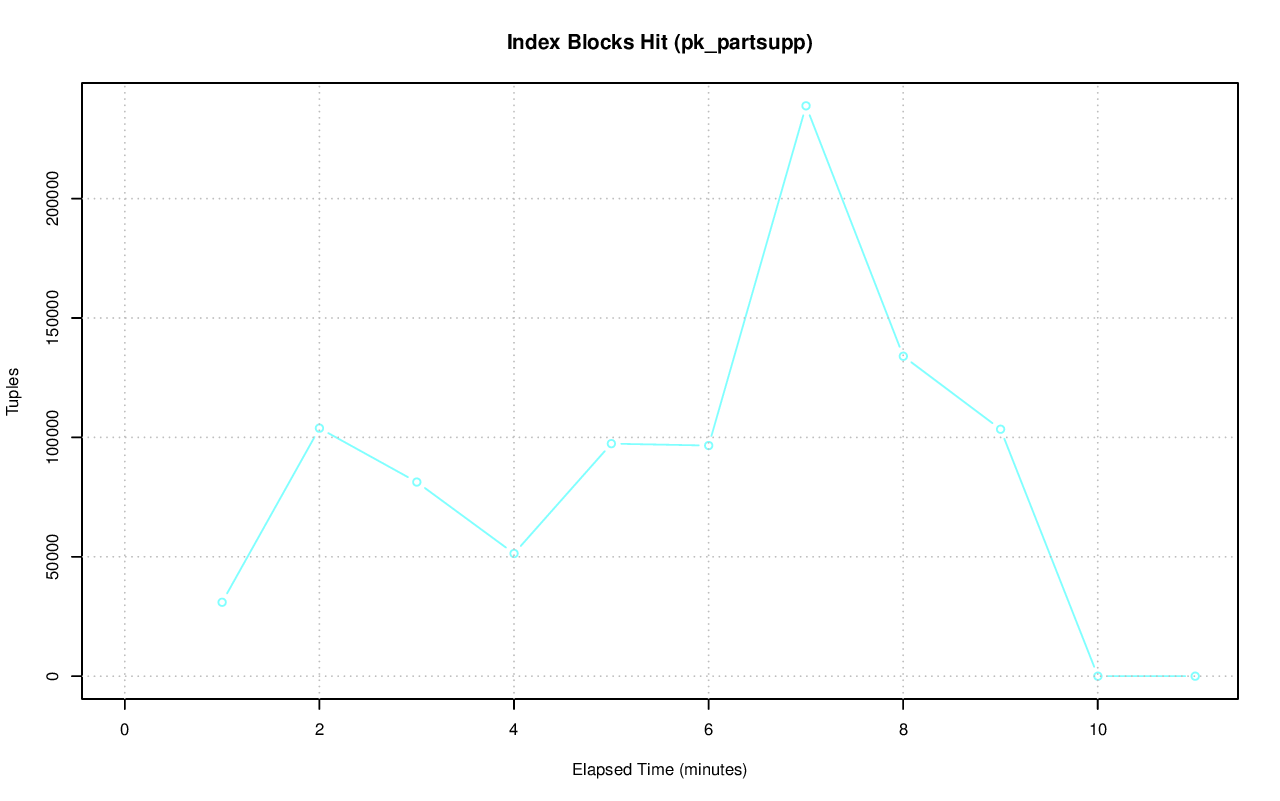 Index Blocks Hit (pk_partsupp)
Tuples
200000
150000
100000
50000
0
0 2 4 6 8 10
Elapsed Time (minutes)